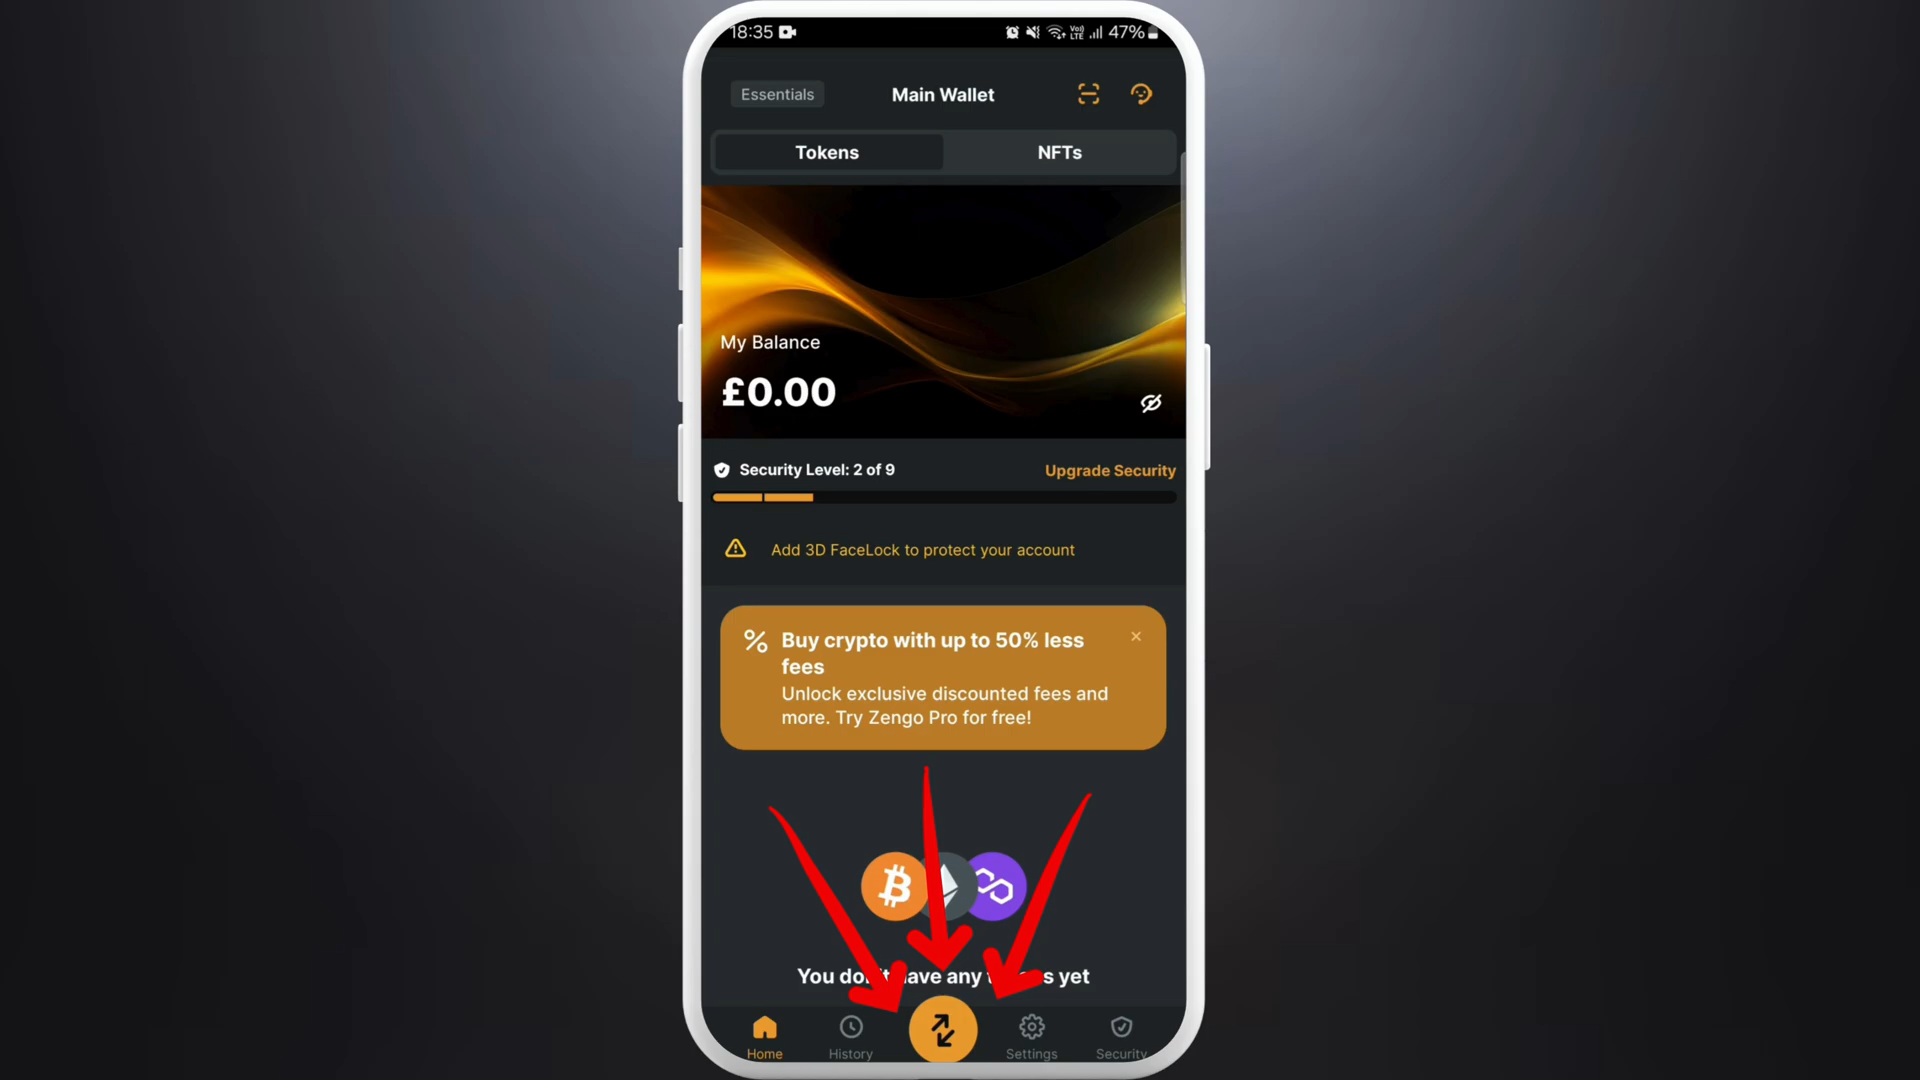 18:35
Vo) LTE 47%
Essentials
Main Wallet
Tokens
NFTs
My Balance
£0.00
Security Level: 2 of 9
Upgrade Security
Add 3D FaceLock to protect your account
Buy crypto with up to 50% less
fees
Unlock exclusive discounted fees and
more. Try Zengo Pro for free!
You don't have any yet
Home
History
Settings
Security